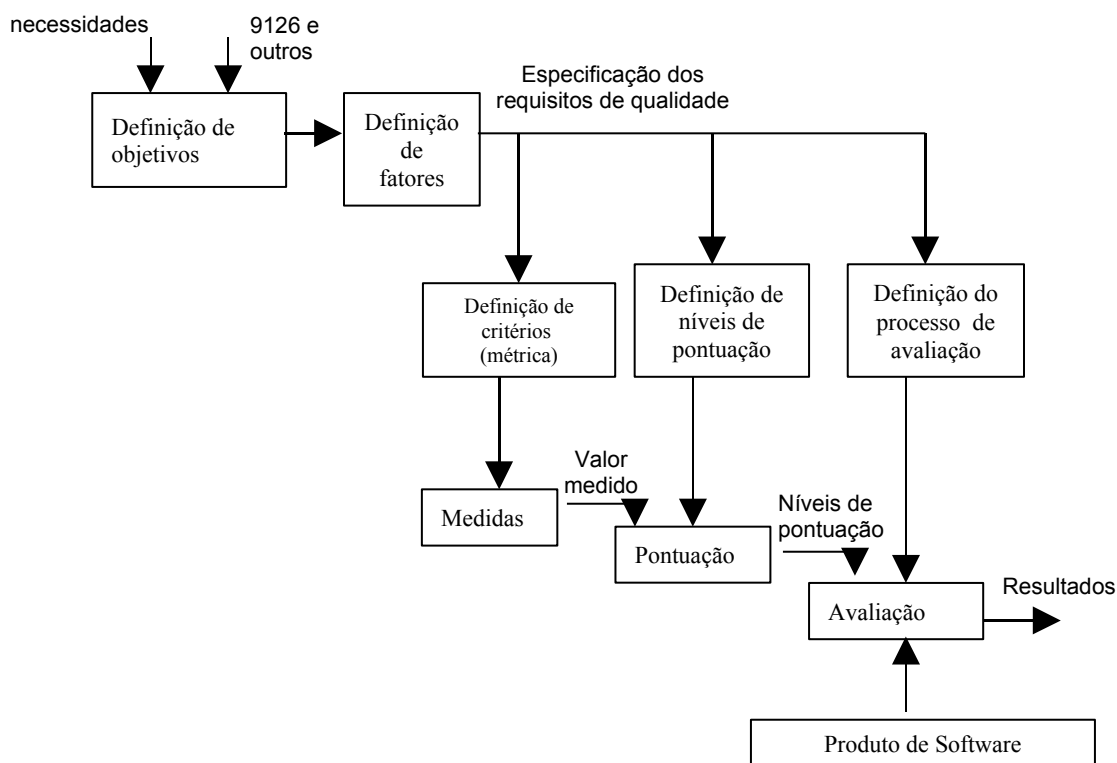 necessidades
9126 e
outros
Definição de
objetivos
Definição
de
fatores
Especificação dos
requisitos de qualidade
Definição de
critérios
(métrica)
Definição de
níveis de
pontuação
Definição do
processo de
avaliação
Medidas
Valor
medido
Pontuação
Níveis de
pontuação
Avaliação
Resultados
Produto de Software